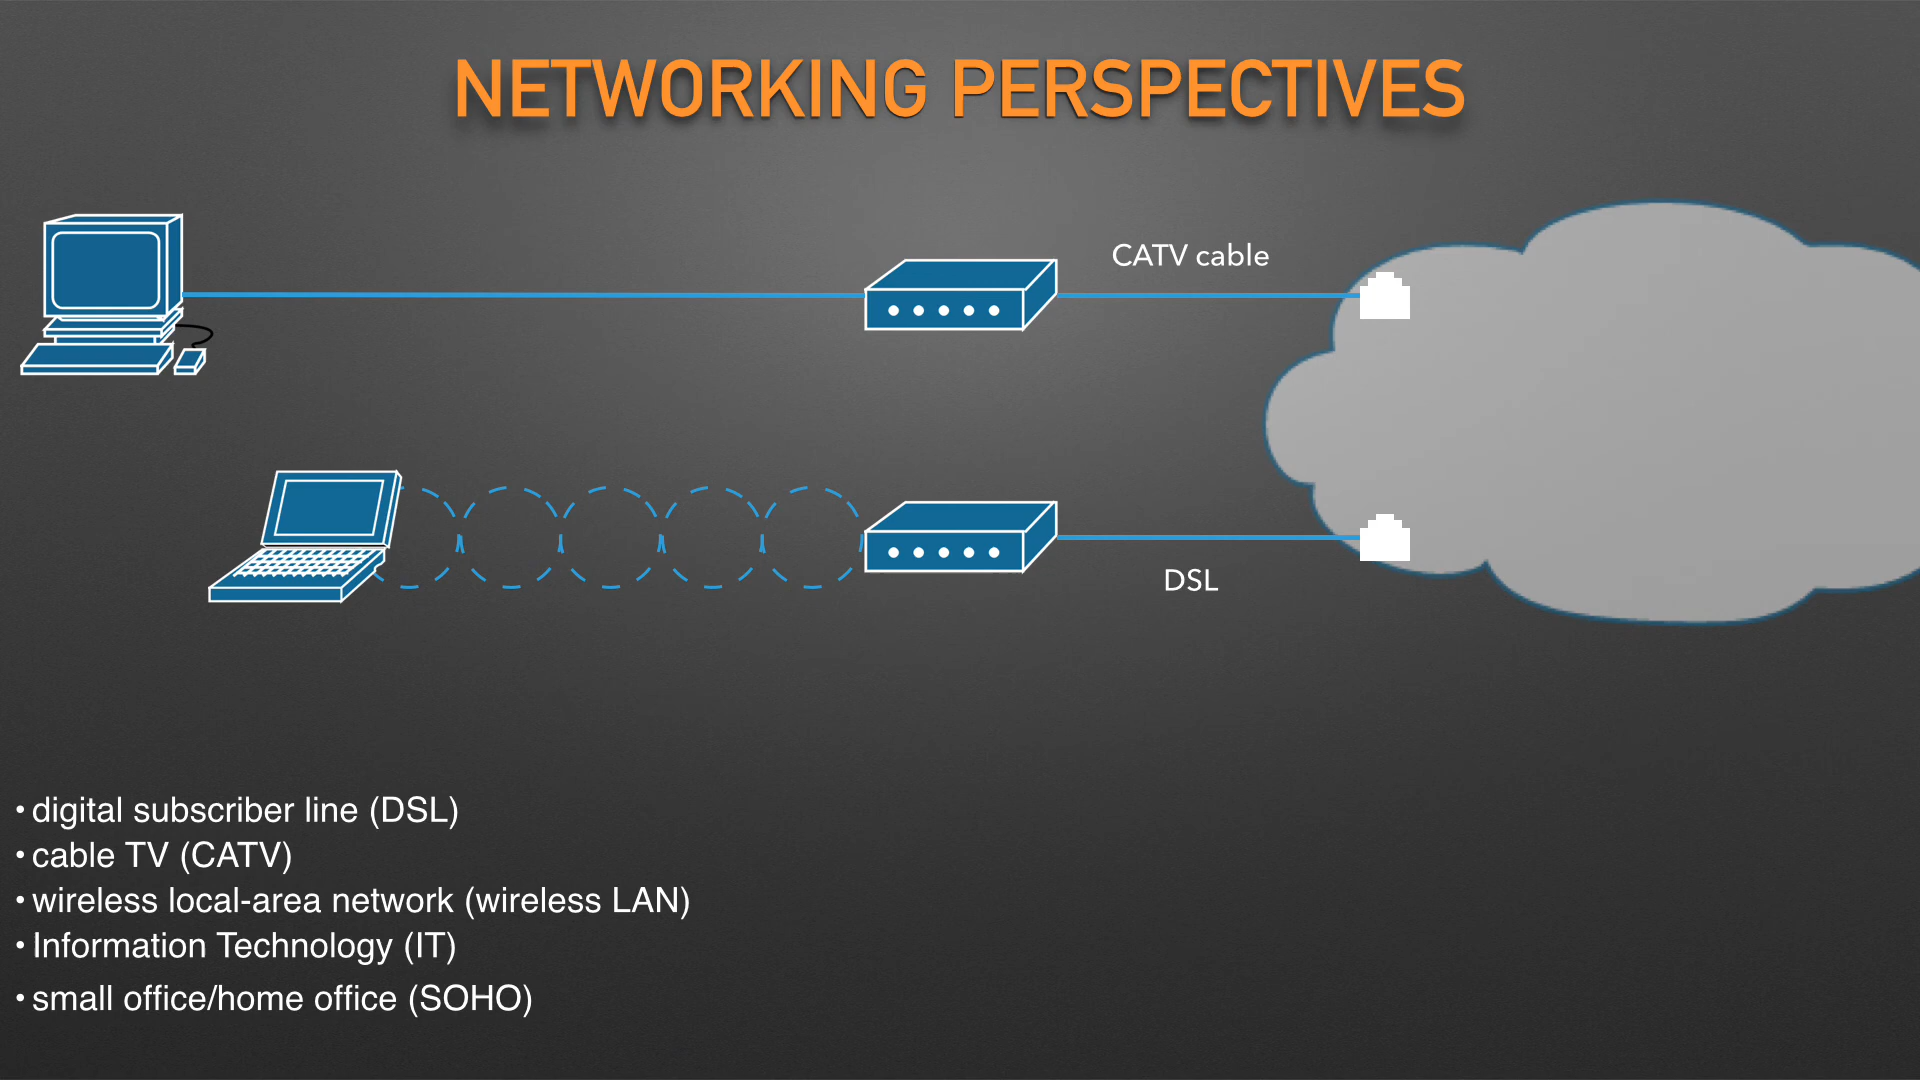 NETWORKING PERSPECTIVES
CATV cable
DSL
• digital subscriber line (DSL)
• cable TV (CATV)
• wireless local-area network (wireless LAN)
• Information Technology (IT)
• small office/home office (SOHO)